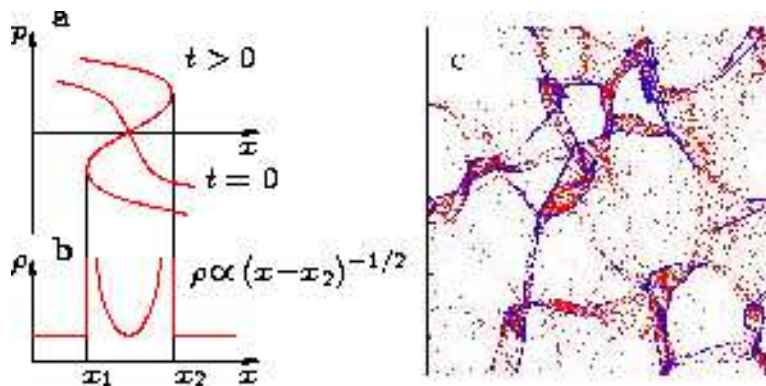 a
p
t > 0
x
t = 0
b
ρ
ρ∝(x−x₂)^{-1/2}
x₁ x₂ x
c